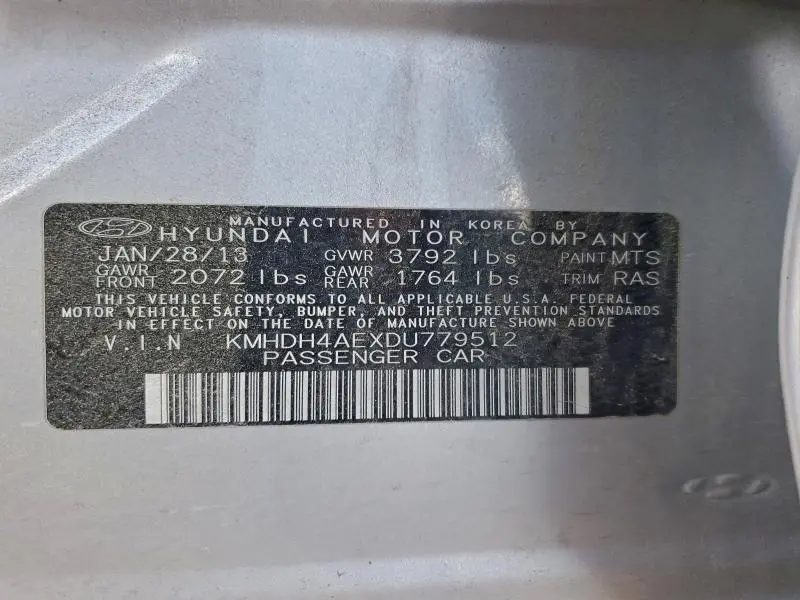 MANUFACTURED IN KOREA BY
HYUNDAI MOTOR COMPANY
JAN/28/13 GVWR 3792 lbs PAINT MTS
GAWR FRONT 2072 lbs GAWR REAR 1764 lbs TRIM RAS
THIS VEHICLE CONFORMS TO ALL APPLICABLE U.S.A. FEDERAL
MOTOR VEHICLE SAFETY, BUMPER, AND THEFT PREVENTION STANDARDS
IN EFFECT ON THE DATE OF MANUFACTURE SHOWN ABOVE
V.I.N KMHDH4AEXDU779512
PASSENGER CAR